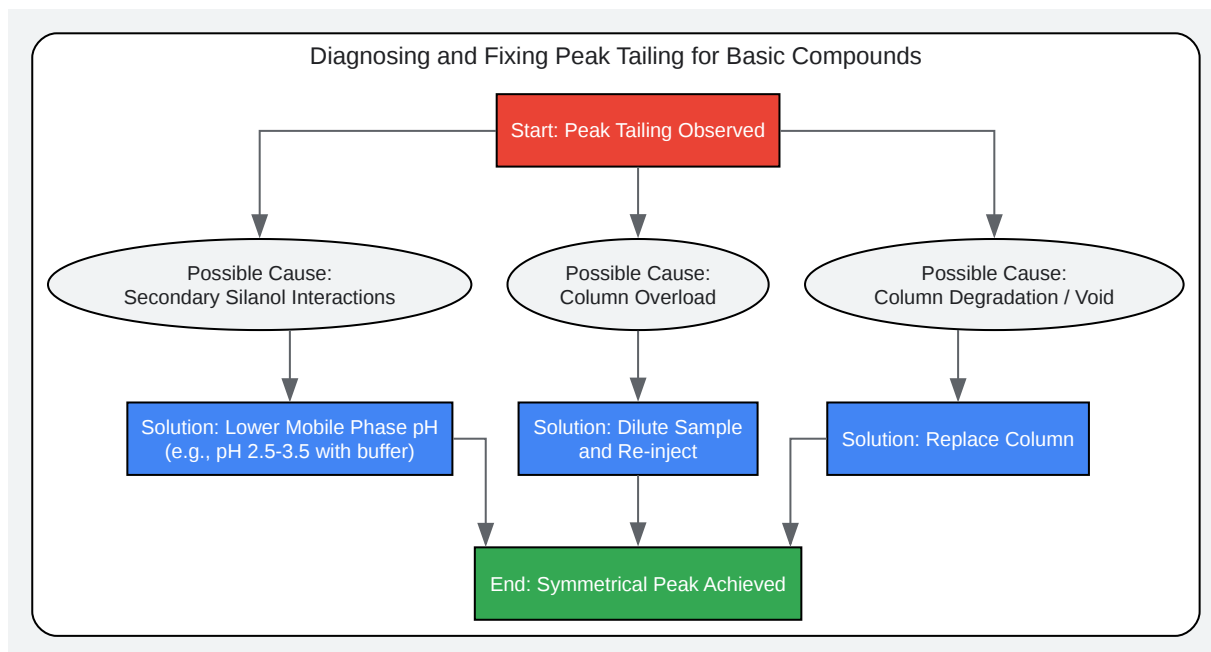 Diagnosing and Fixing Peak Tailing for Basic Compounds
Start: Peak Tailing Observed
Possible Cause:
Secondary Silanol Interactions
Possible Cause:
Column Overload
Possible Cause:
Column Degradation / Void
Solution: Lower Mobile Phase pH
(e.g., pH 2.5-3.5 with buffer)
Solution: Dilute Sample
and Re-inject
Solution: Replace Column
End: Symmetrical Peak Achieved